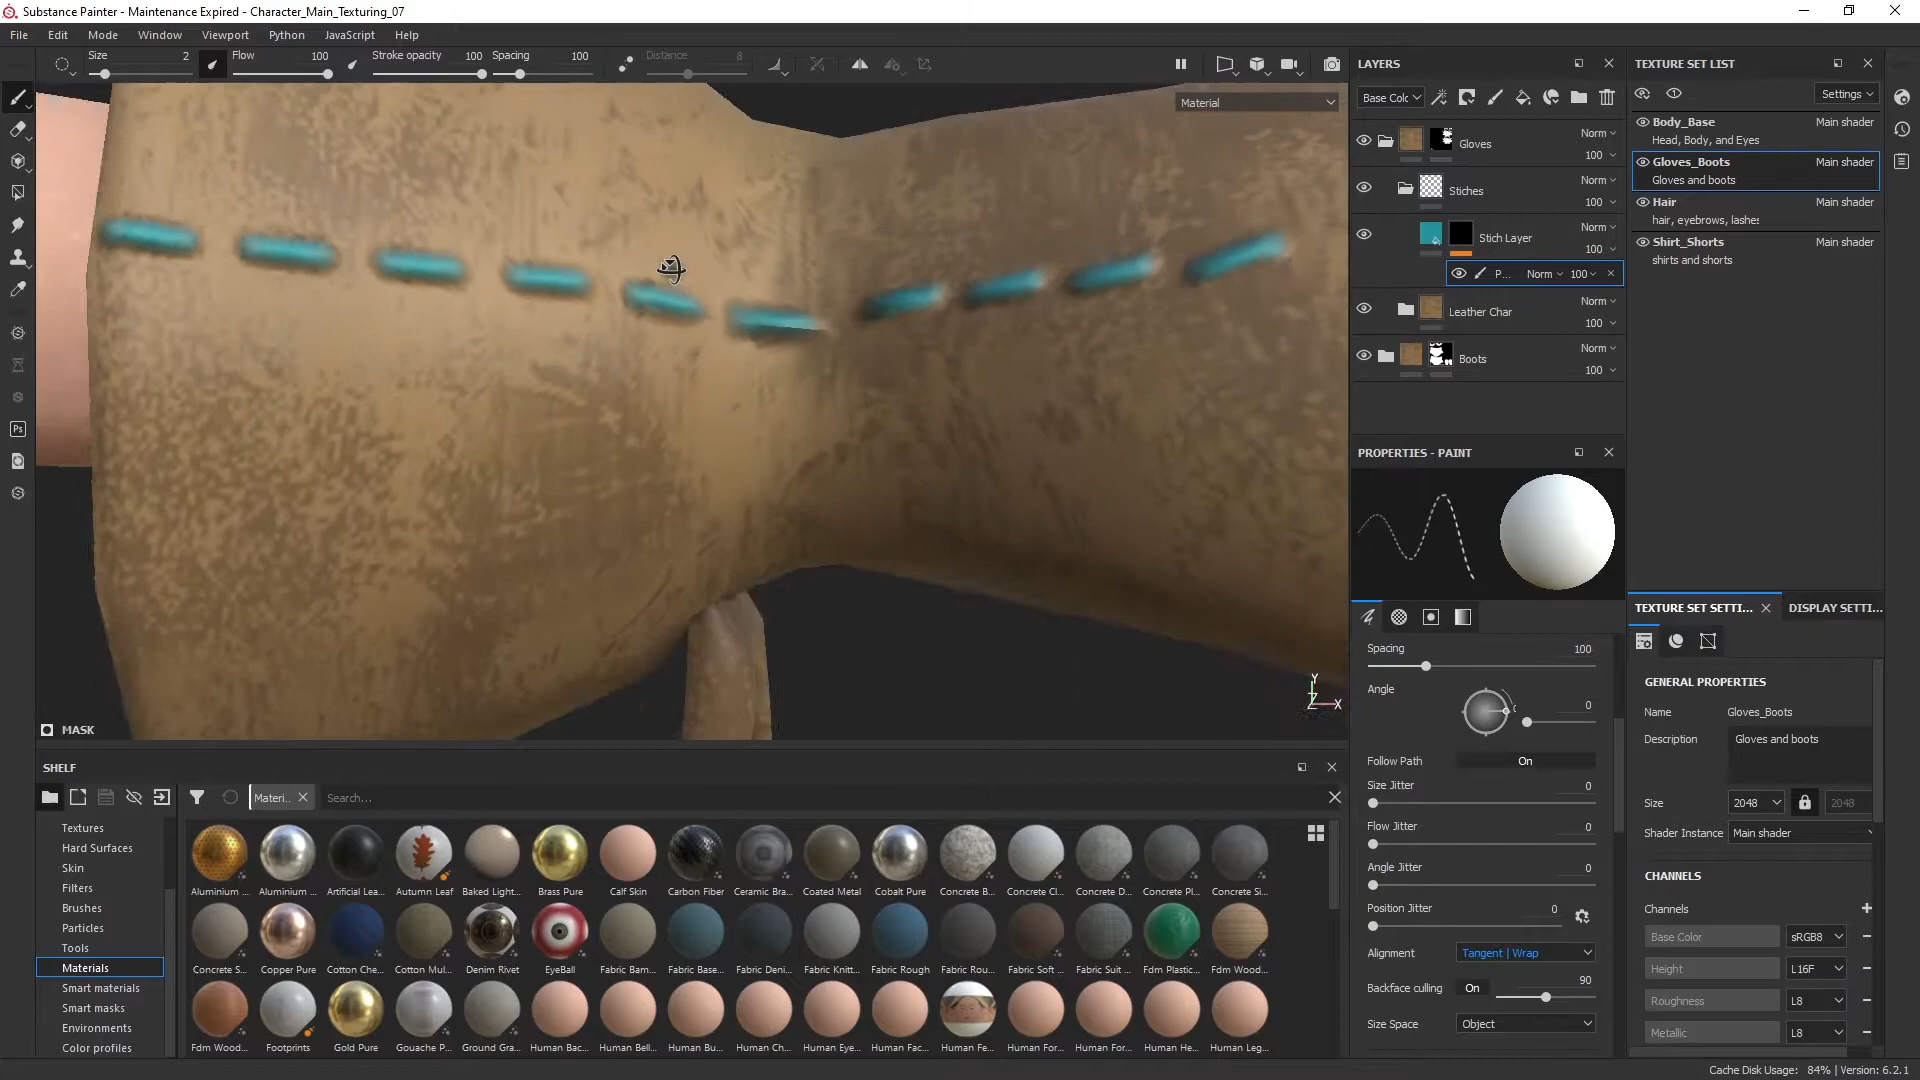 Substance Painter - Maintenance Expired - Character_Main_Texturing_07
File Edit Mode Window Viewport Python JavaScript Help
Size 2 Flow 100 Stroke opacity 100 Spacing 100 Distance 8
Material
MASK
Y
Z X
LAYERS
Base Colc
Gloves Norm 100
Stiches Norm 100
Stich Layer Norm 100
P... Norm 100
Leather Char Norm 100
Boots Norm 100
PROPERTIES - PAINT
Spacing 100
Angle 0
Follow Path On
Size Jitter 0
Flow Jitter 0
Angle Jitter 0
Position Jitter 0
Alignment Tangent | Wrap
Backface culling On 90
Size Space Object
TEXTURE SET LIST
Settings
Body_Base Main shader
Head, Body, and Eyes
Gloves_Boots Main shader
Gloves and boots
Hair Main shader
hair, eyebrows, lashes
Shirt_Shorts Main shader
shirts and shorts
TEXTURE SET SETTI... DISPLAY SETTI...
GENERAL PROPERTIES
Name Gloves_Boots
Description Gloves and boots
Size 2048 2048
Shader Instance Main shader
CHANNELS
Channels
Base Color sRGB8
Height L16F
Roughness L8
Metallic L8
SHELF
Materi... Search...
Textures
Hard Surfaces
Skin
Filters
Brushes
Particles
Tools
Materials
Smart materials
Smart masks
Environments
Color profiles
Aluminium ... Aluminium ... Artificial Lea... Autumn Leaf Baked Light... Brass Pure Calf Skin Carbon Fiber Ceramic Bra... Coated Metal Cobalt Pure Concrete B... Concrete Cl... Concrete D... Concrete Pl... Concrete Si...
Concrete S... Copper Pure Cotton Che... Cotton Mul... Denim Rivet EyeBall Fabric Bam... Fabric Base... Fabric Deni... Fabric Knitt... Fabric Rough Fabric Rou... Fabric Soft ... Fabric Suit ... Fdm Plastic... Fdm Wood...
Fdm Wood... Footprints Gold Pure Gouache P... Ground Gra... Human Bac... Human Bell... Human Bu... Human Ch... Human Eye... Human Fac... Human Fe... Human For... Human For... Human He... Human Leg...
Ps
Cache Disk Usage: 84% | Version: 6.2.1